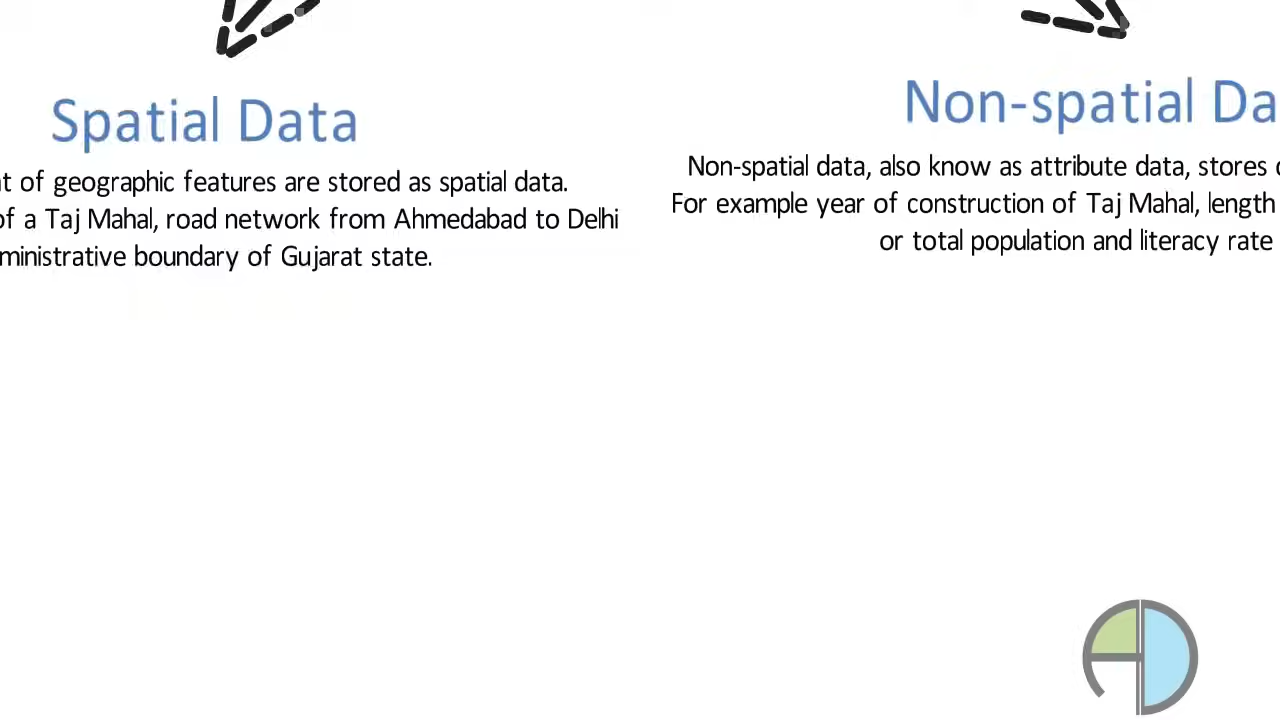 Spatial Data
of geographic features are stored as spatial data.
of a Taj Mahal, road network from Ahmedabad to Delhi
boundary of Gujarat state.
Non-spatial
Non-spatial data, also know as attribute data, stores
For example year of construction of Taj Mahal, length
or total population and literacy rate